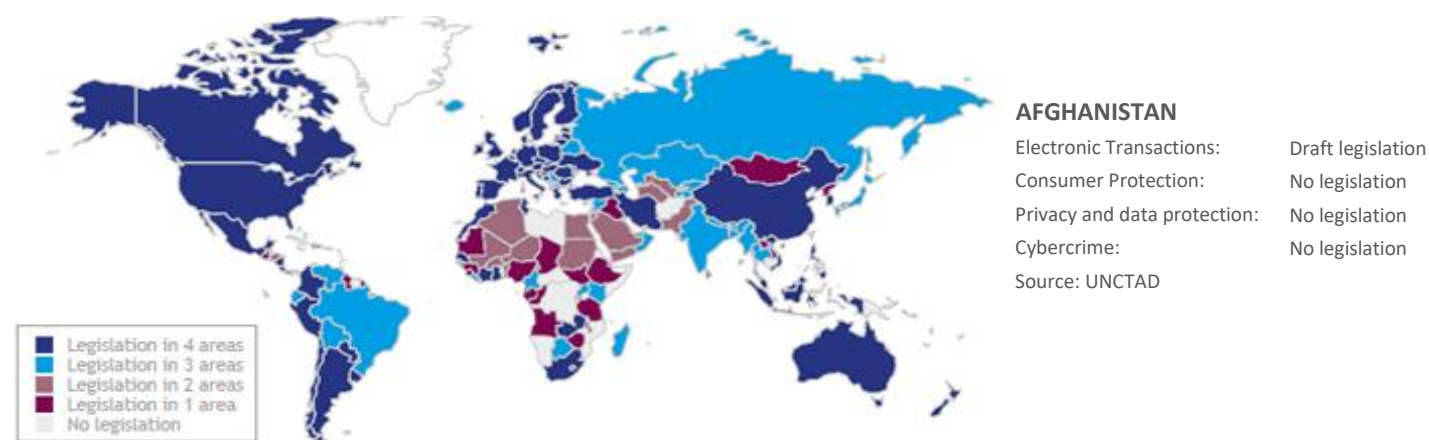 AFGHANISTAN
Electronic Transactions: Draft legislation
Consumer Protection: No legislation
Privacy and data protection: No legislation
Cybercrime: No legislation
Source: UNCTAD
Legislation in 4 areas
Legislation in 3 areas
Legislation in 2 areas
Legislation in 1 area
No legislation